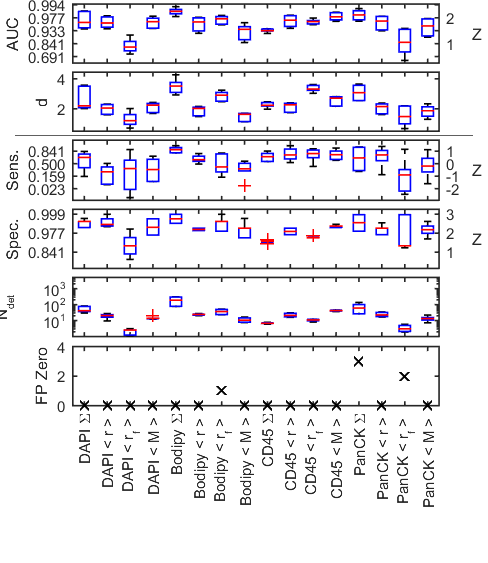 AUC
0.994
0.977
0.933
0.841
0.691
2
1
Z
d
4
2
Sens.
0.841
0.500
0.159
0.023
1
0
-1
-2
Z
Spec.
0.999
0.977
0.841
3
2
1
Z
N_del
10^3
10^2
10^1
FP Zero
4
2
0
DAPI Σ
DAPI < r >
DAPI < r_f >
DAPI < M >
Bodipy Σ
Bodipy < r >
Bodipy < r_f >
Bodipy < M >
CD45 Σ
CD45 < r >
CD45 < r_f >
CD45 < M >
PanCK Σ
PanCK < r >
PanCK < r_f >
PanCK < M >